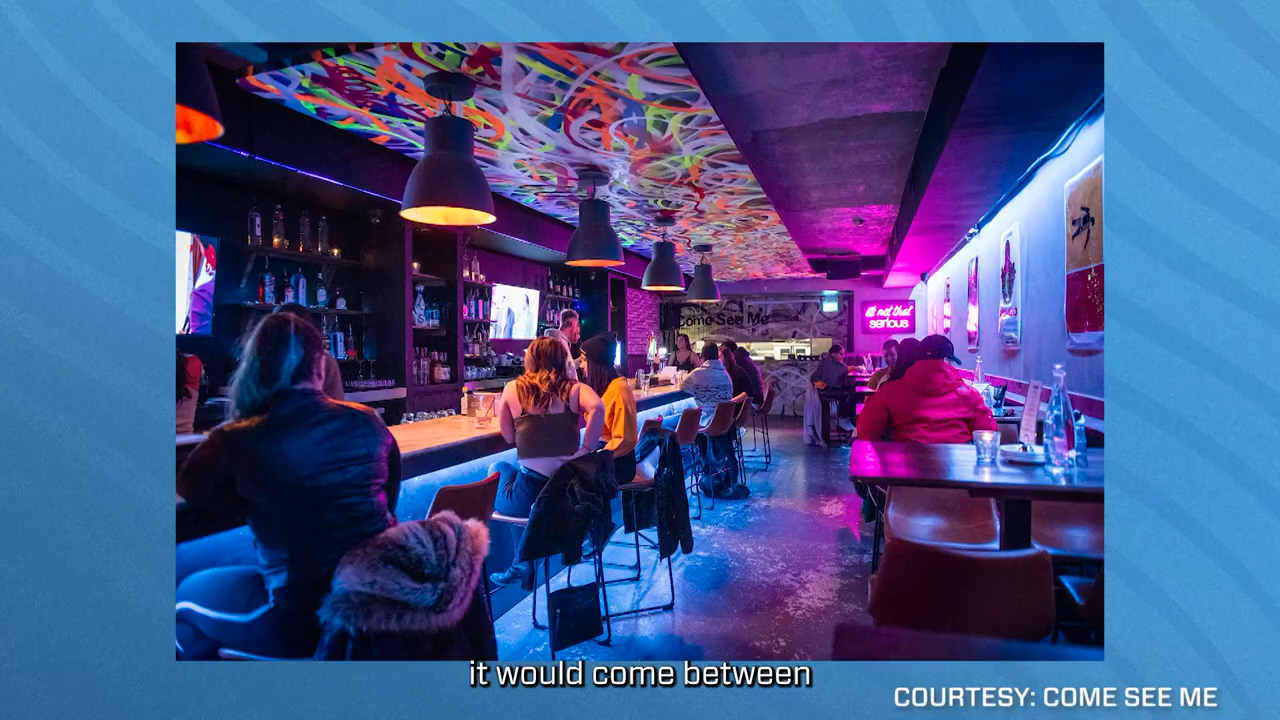 Come See Me
it's not that
serious
it would come between
COURTESY: COME SEE ME